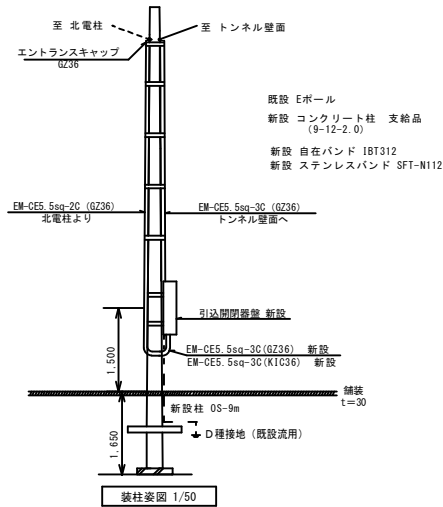 至 北電柱
至 トンネル壁面
エントランスキャップ
GZ36
既設 Eポール
新設 コンクリート柱 支給品
(9-12-2.0)
新設 自在バンド IBT312
新設 ステンレスバンド SFT-N112
EM-CE5.5sq-2C (GZ36)
北電柱より
EM-CE5.5sq-3C (GZ36)
トンネル壁面へ
引込開閉器盤 新設
1,500
EM-CE5.5sq-3C(GZ36) 新設
EM-CE5.5sq-3C(KIC36) 新設
舗装
t=30
新設柱 OS-9m
1,650
D種接地 (既設流用)
装柱姿図 1/50